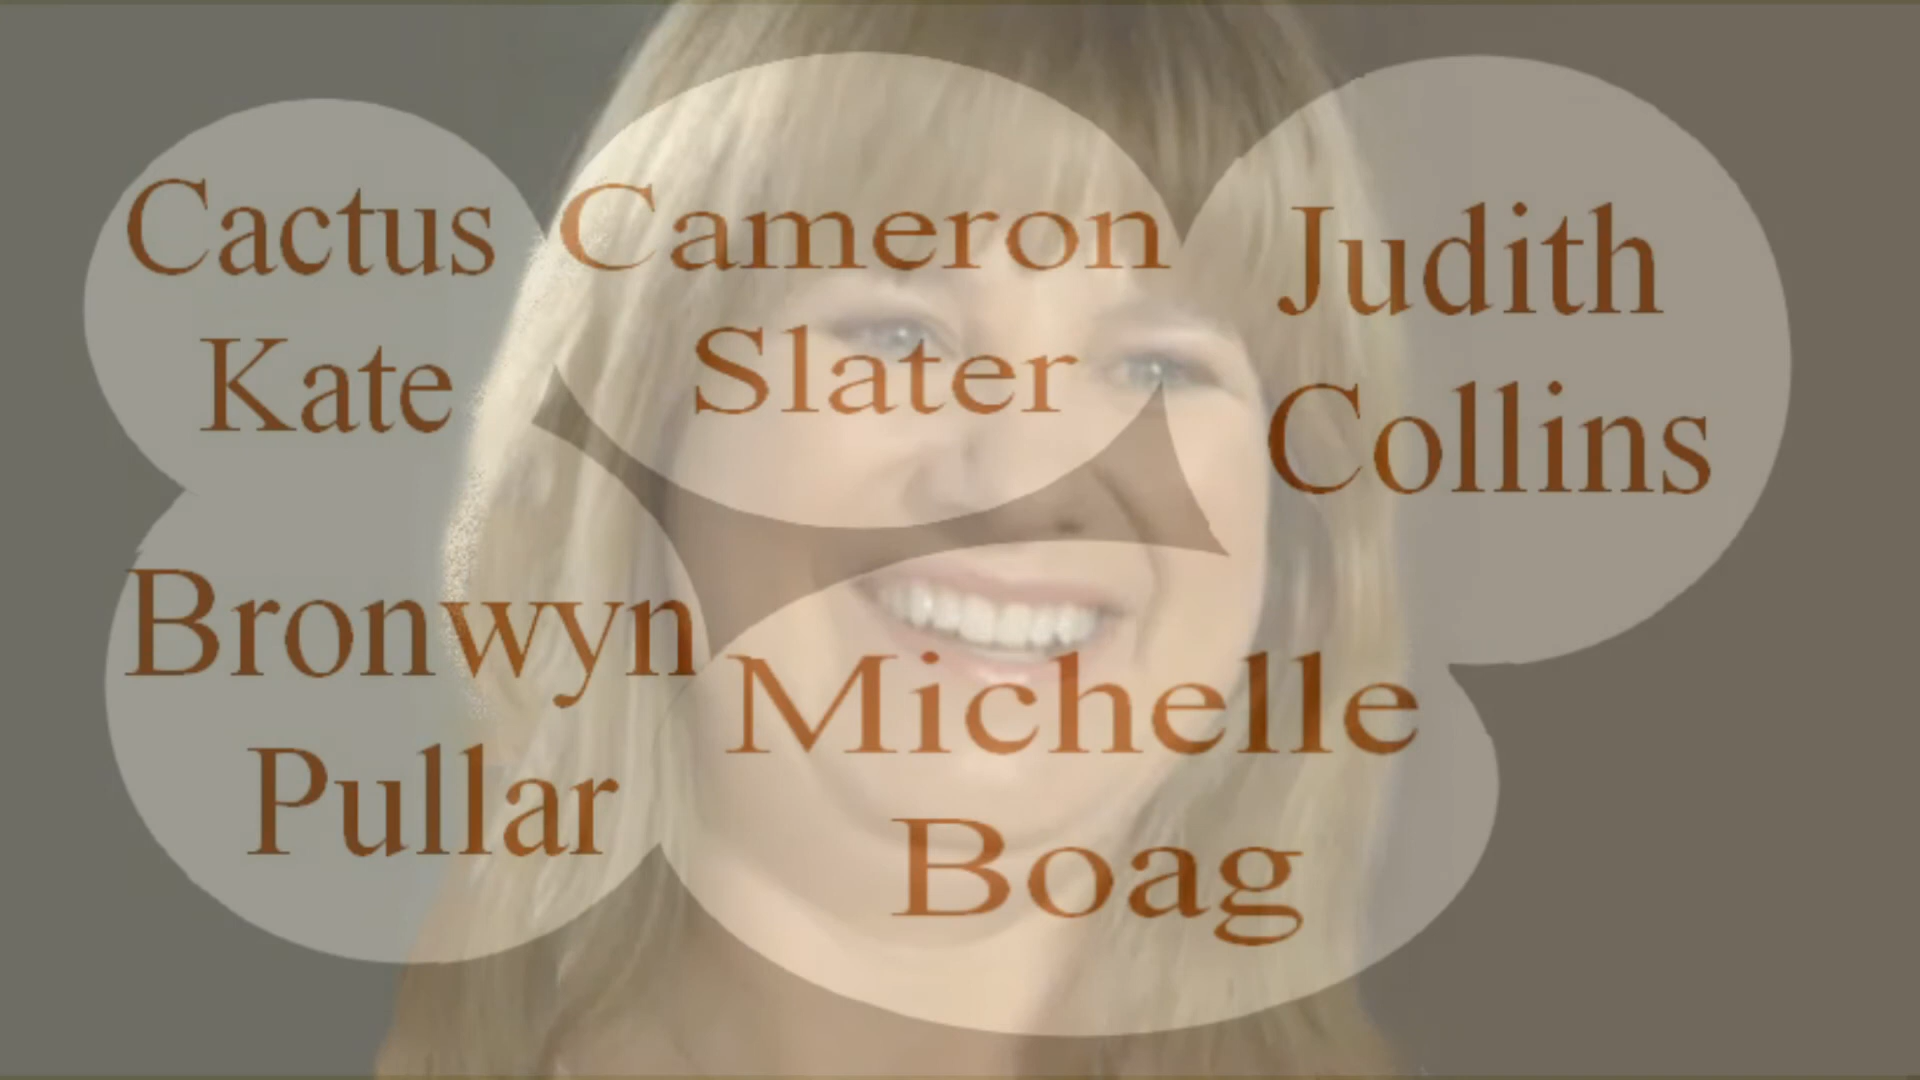 Cactus
Kate
Cameron
Slater
Judith
Collins
Bronwyn
Pullar
Michelle
Boag